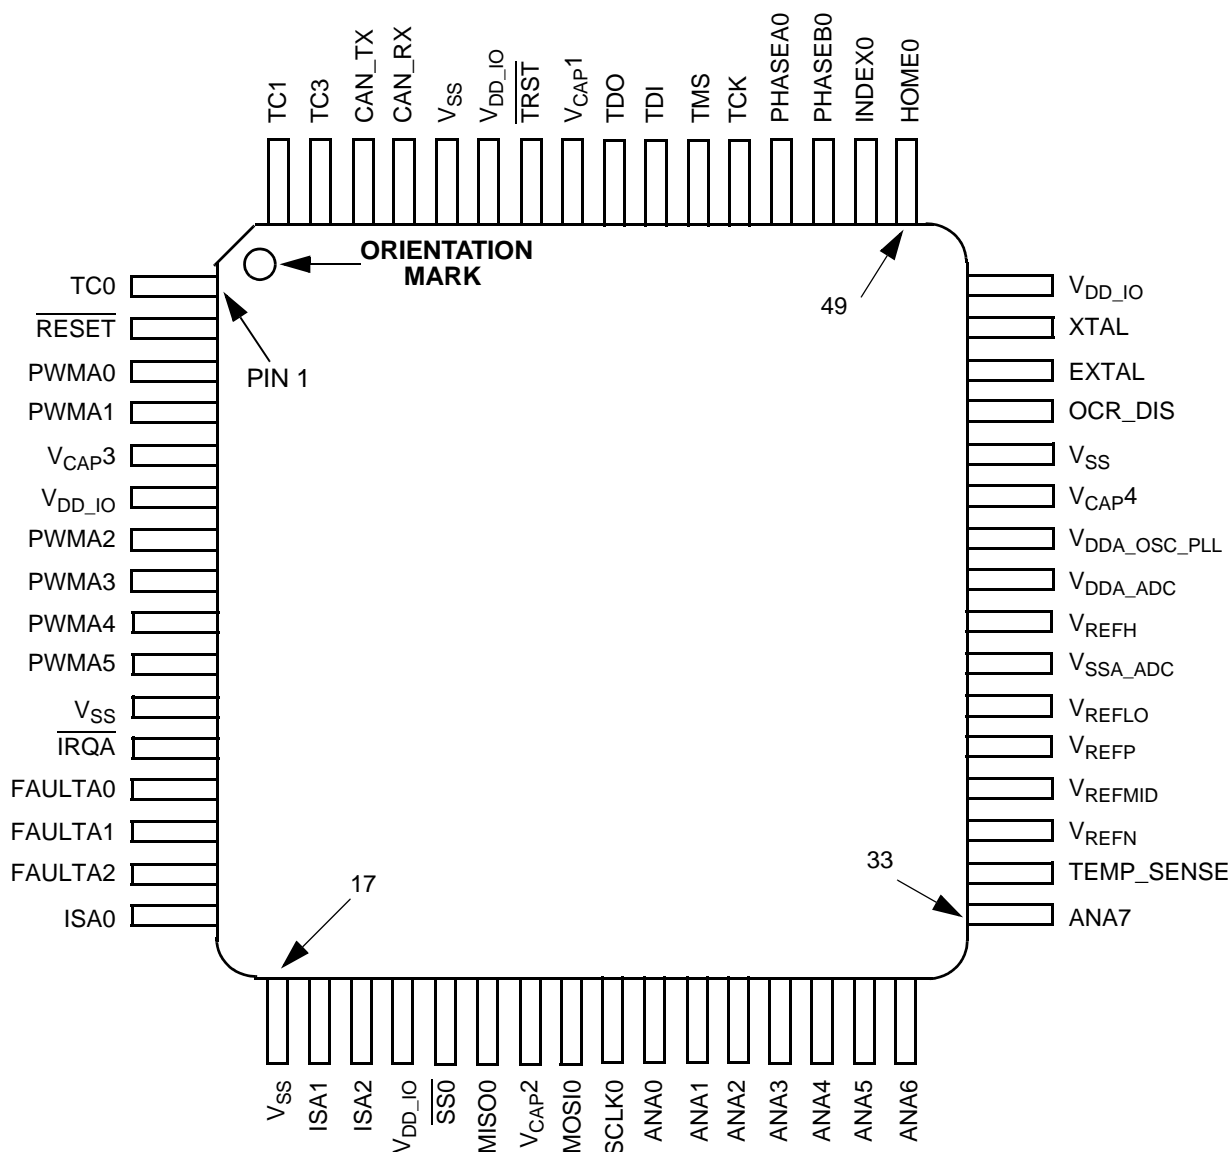 TC1
TC3
CAN_TX
CAN_RX
VSS
VDD_IO
TRST
VCAP1
TDO
TDI
TMS
TCK
PHASEA0
PHASEB0
INDEX0
HOME0
ORIENTATION
MARK
PIN 1
49
TC0
RESET
PWMA0
PWMA1
VCAP3
VDD_IO
PWMA2
PWMA3
PWMA4
PWMA5
VSS
IRQA
FAULTA0
FAULTA1
FAULTA2
ISA0
VDD_IO
XTAL
EXTAL
OCR_DIS
VSS
VCAP4
VDDA_OSC_PLL
VDDA_ADC
VREFH
VSSA_ADC
VREFLO
VREFP
VREFMID
VREFN
TEMP_SENSE
ANA7
17
33
VSS
ISA1
ISA2
VDD_IO
SS0
MISO0
VCAP2
MOSI0
SCLK0
ANA0
ANA1
ANA2
ANA3
ANA4
ANA5
ANA6